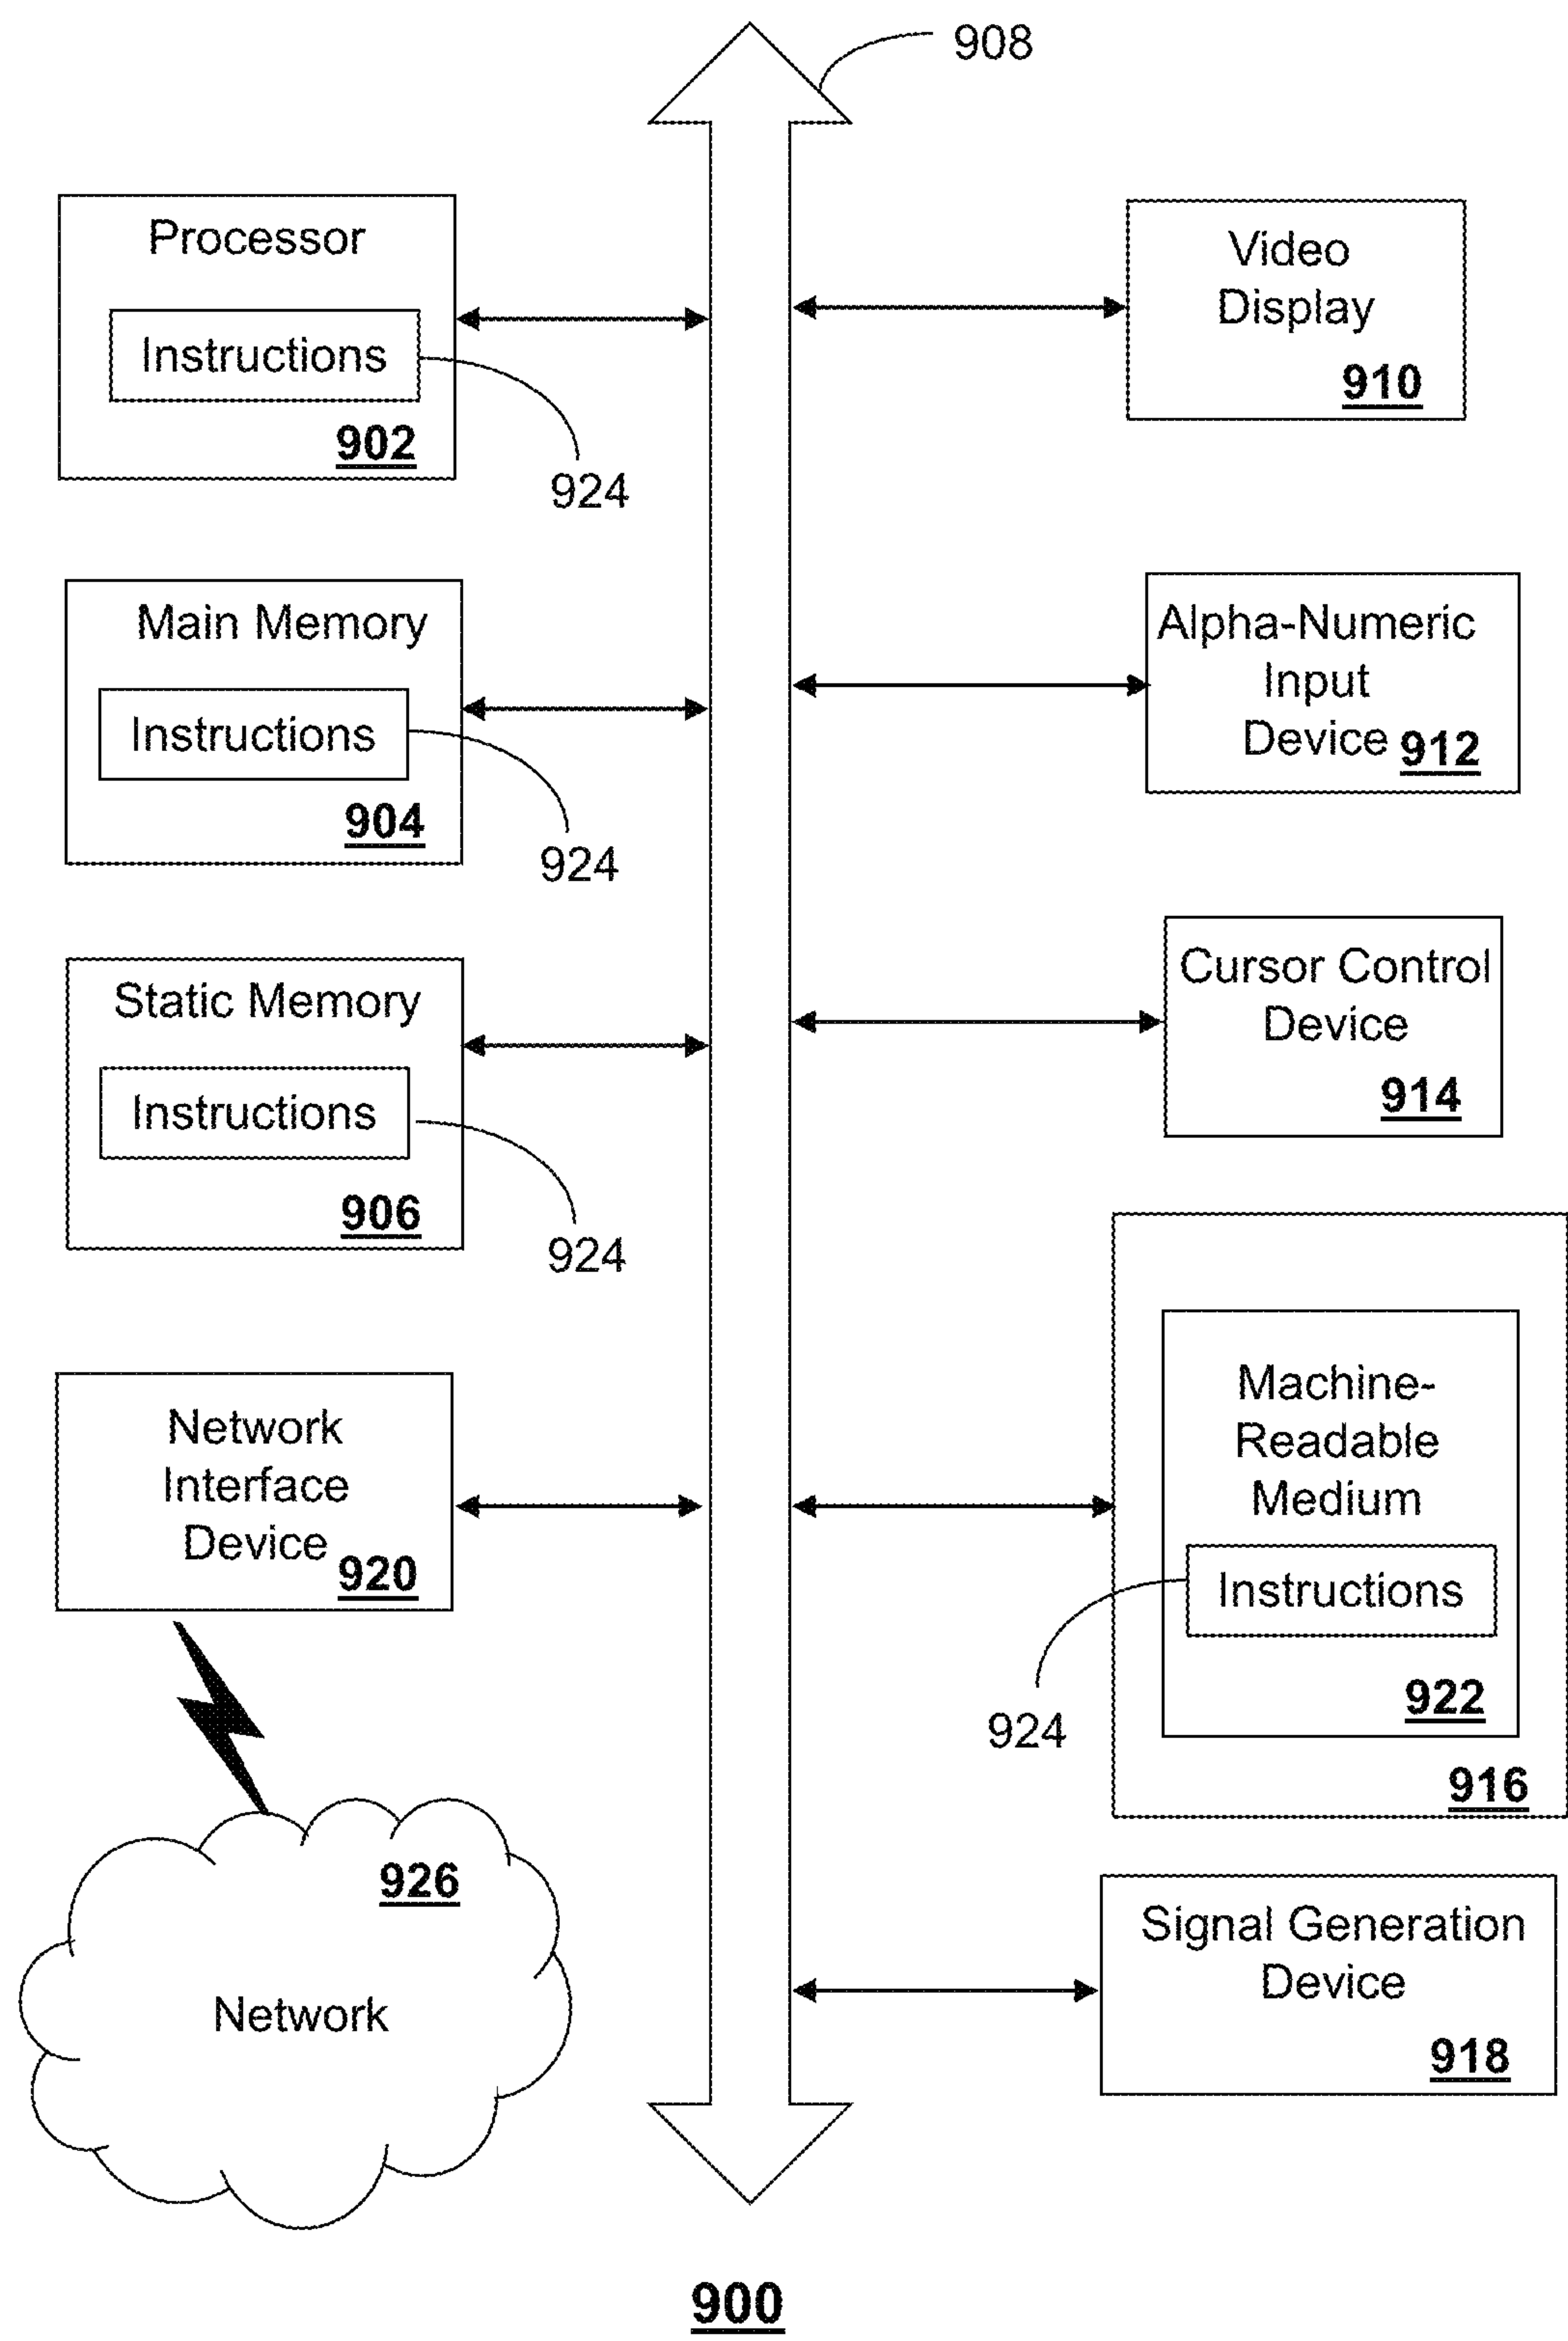 908
Processor
Instructions
902
924
Video
Display
910
Main Memory
Instructions
904
924
Alpha-Numeric
Input
Device 912
Static Memory
Instructions
906
924
Cursor Control
Device
914
Network
Interface
Device 920
Machine-
Readable
Medium
Instructions
922
924
916
926
Network
Signal Generation
Device
918
900